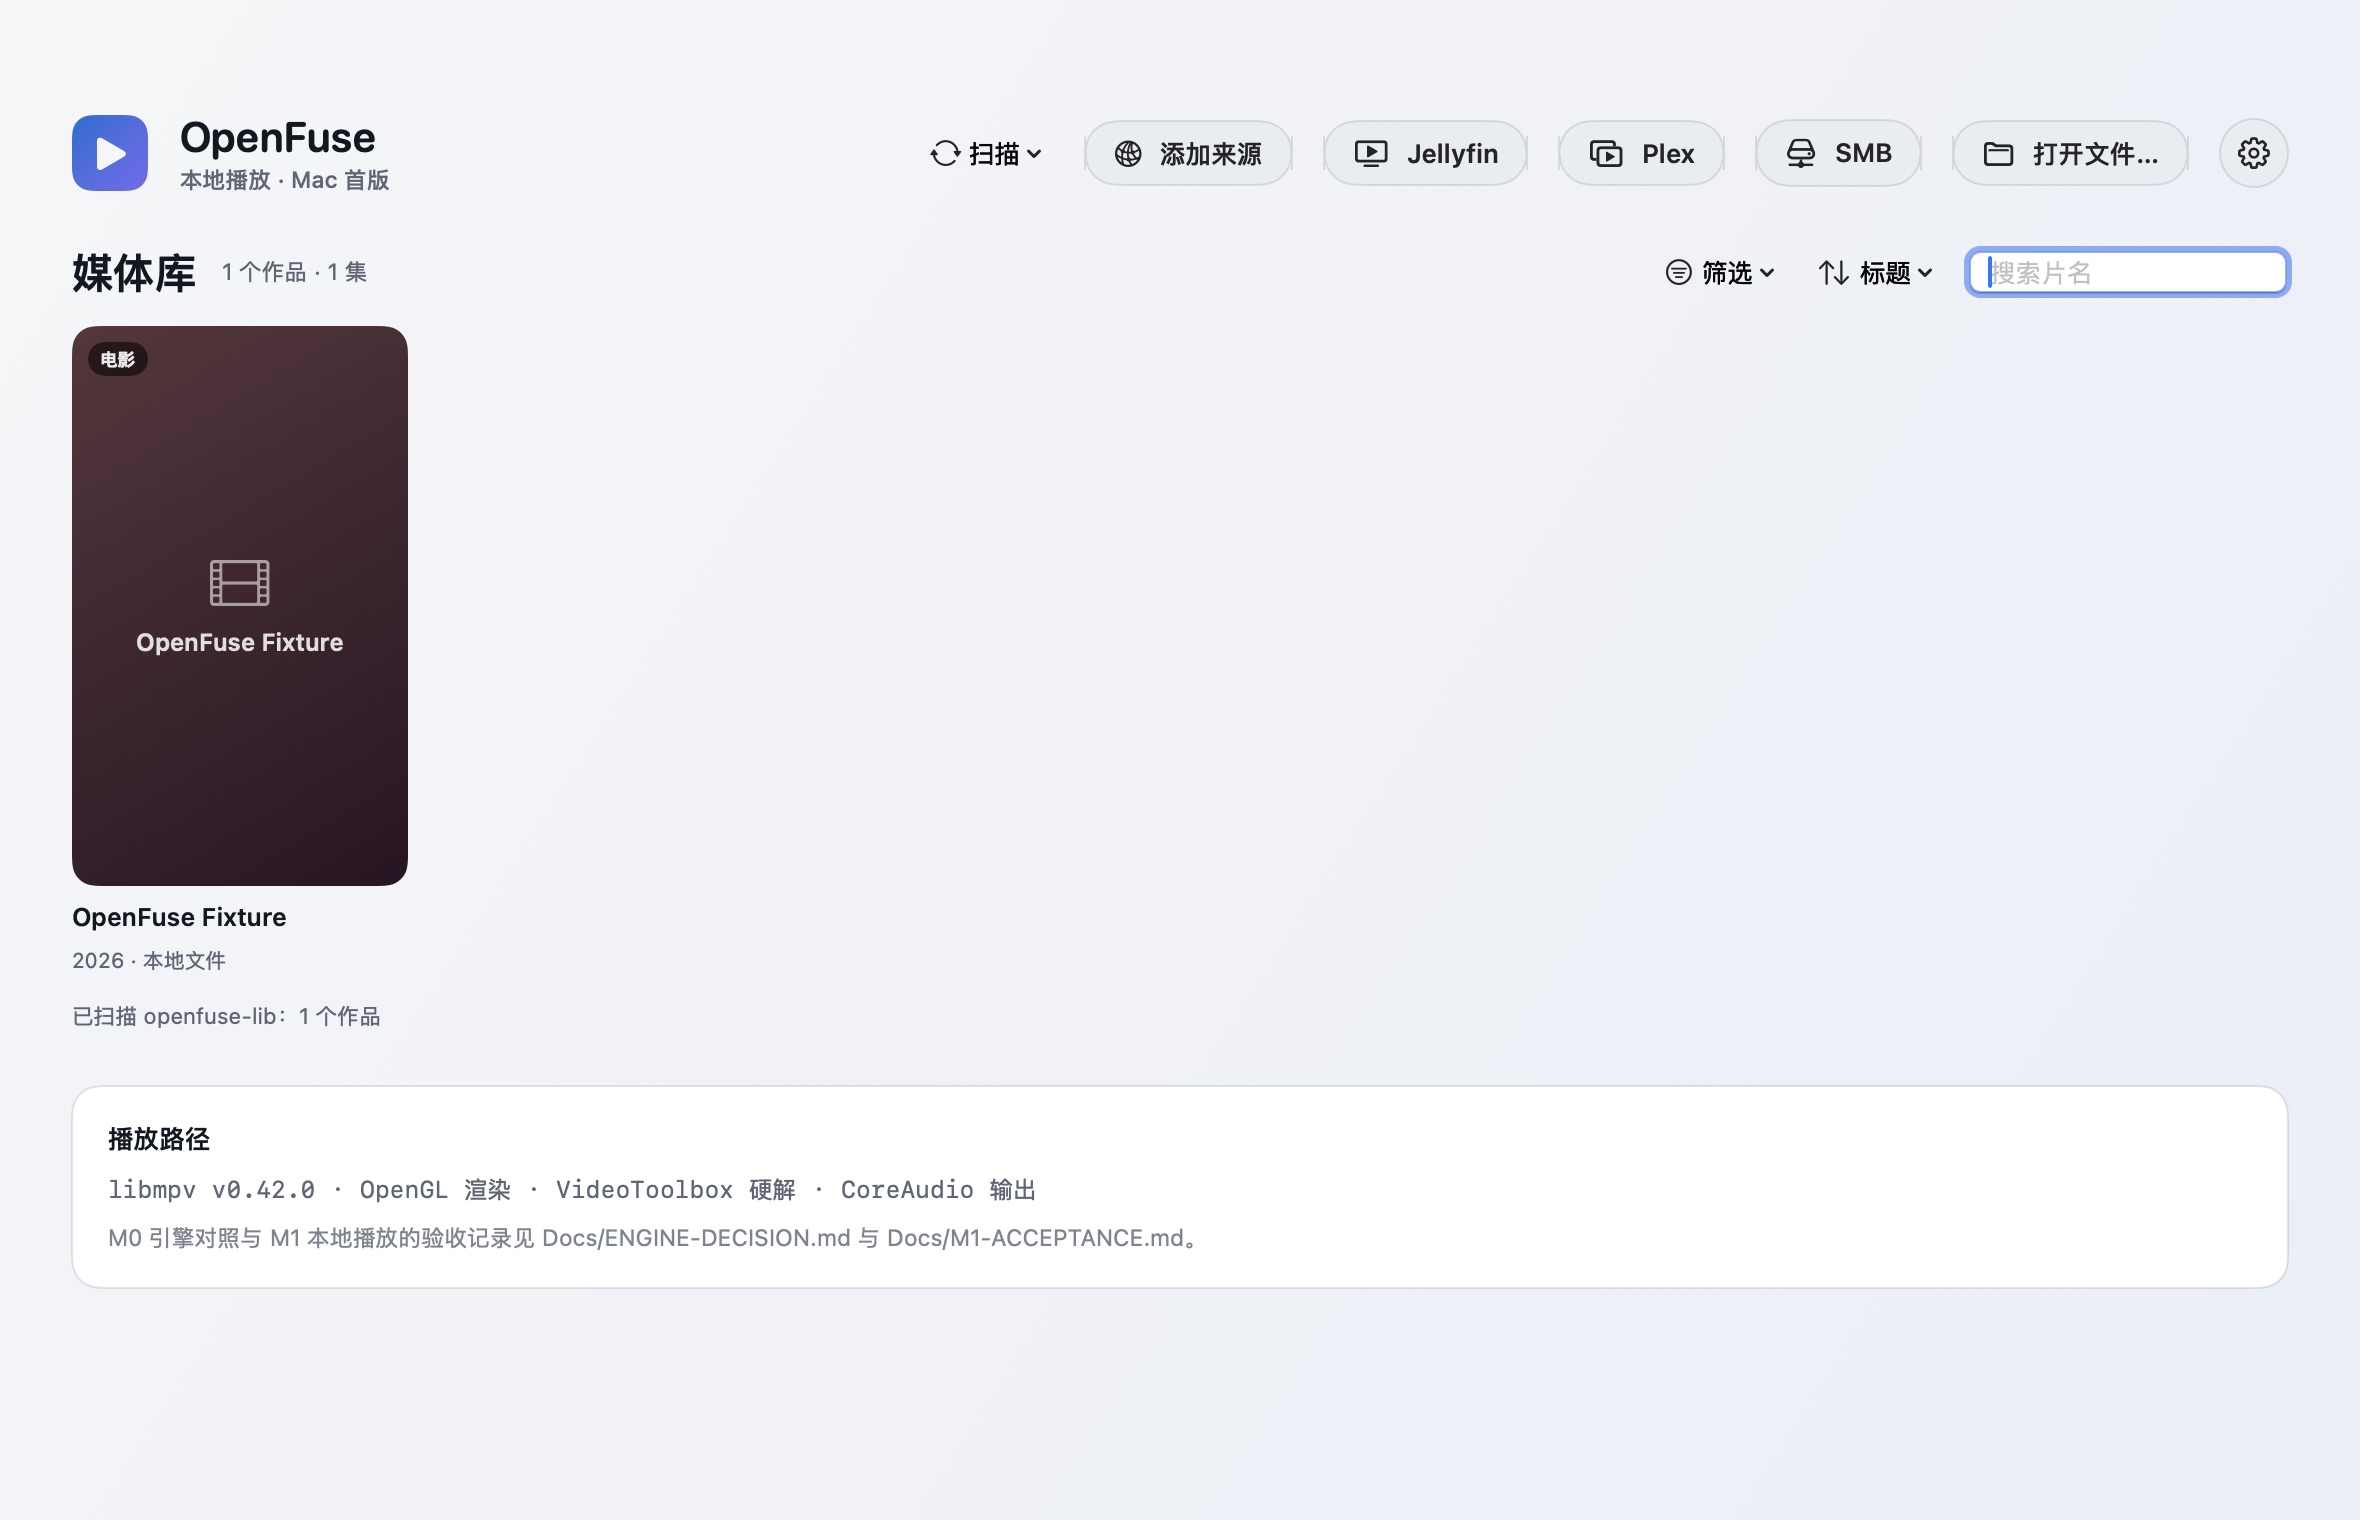 OpenFuse
本地播放 · Mac 首版
扫描
添加来源
Jellyfin
Plex
SMB
打开文件...
媒体库
1 个作品 · 1 集
筛选
标题
搜索片名
电影
OpenFuse Fixture
OpenFuse Fixture
2026 · 本地文件
已扫描 openfuse-lib：1 个作品
播放路径
libmpv v0.42.0 · OpenGL 渲染 · VideoToolbox 硬解 · CoreAudio 输出
M0 引擎对照与 M1 本地播放的验收记录见 Docs/ENGINE-DECISION.md 与 Docs/M1-ACCEPTANCE.md。